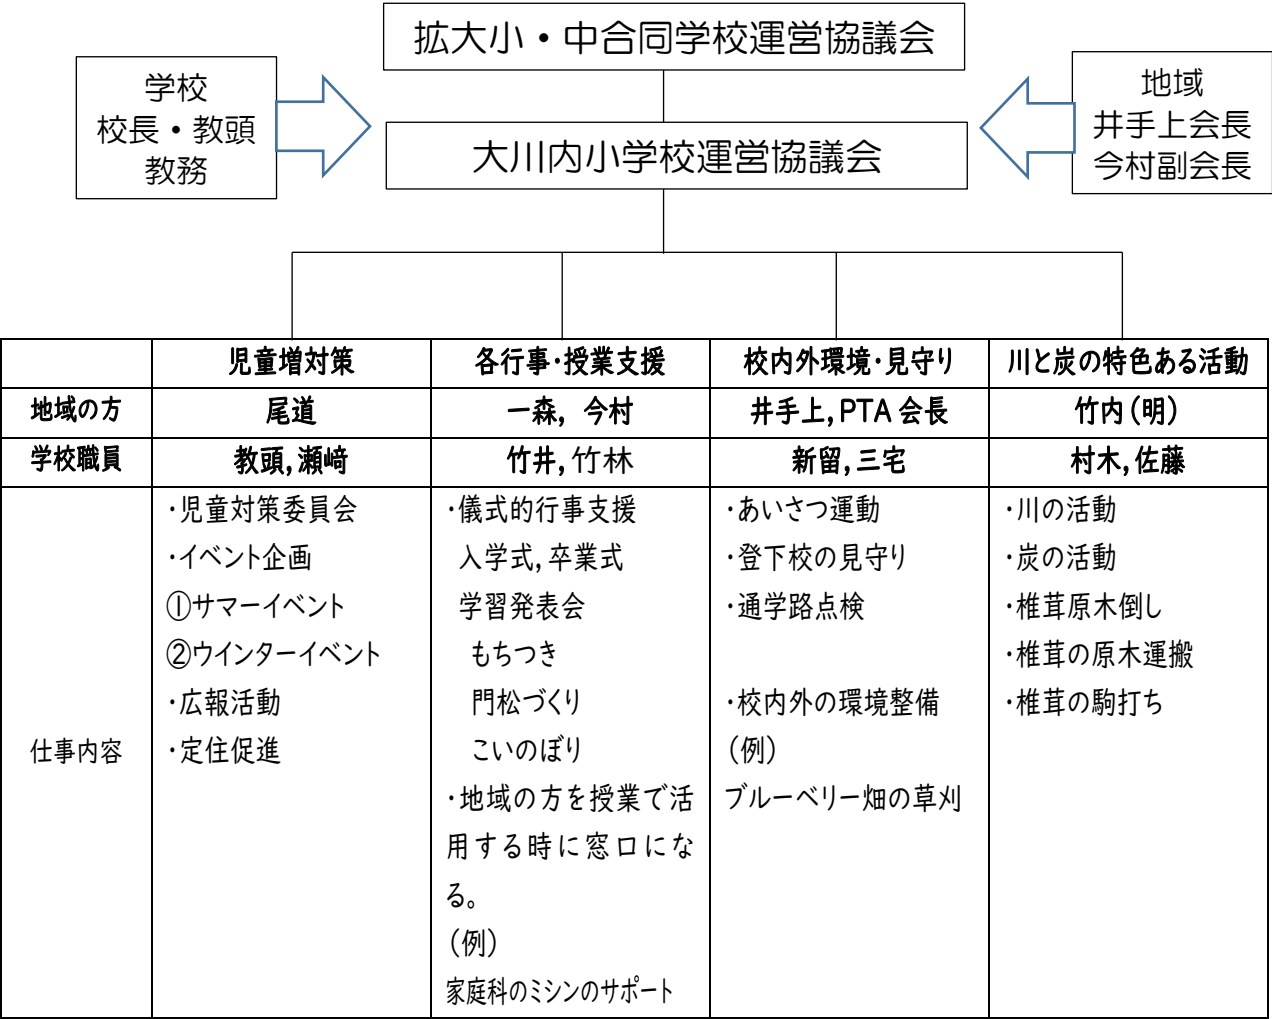 拡大小・中合同学校運営協議会
学校
校長・教頭
教務
地域
井手上会長
今村副会長
大川内小学校運営協議会
児童増対策 各行事・授業支援 校内外環境・見守り 川と炭の特色ある活動
地域の方 尾道 一森，今村 井手上，PTA会長 竹内（明）
学校職員 教頭，瀬﨑 竹井，竹林 新留，三宅 村木，佐藤
仕事内容
・児童対策委員会
・イベント企画
①サマーイベント
②ウインターイベント
・広報活動
・定住促進
・儀式的行事支援
入学式，卒業式
学習発表会
もちつき
門松づくり
こいのぼり
・地域の方を授業で活
用する時に窓口にな
る。
（例）
家庭科のミシンのサポート
・あいさつ運動
・登下校の見守り
・通学路点検
・校内外の環境整備
（例）
ブルーベリー畑の草刈
・川の活動
・炭の活動
・椎茸原木倒し
・椎茸の原木運搬
・椎茸の駒打ち